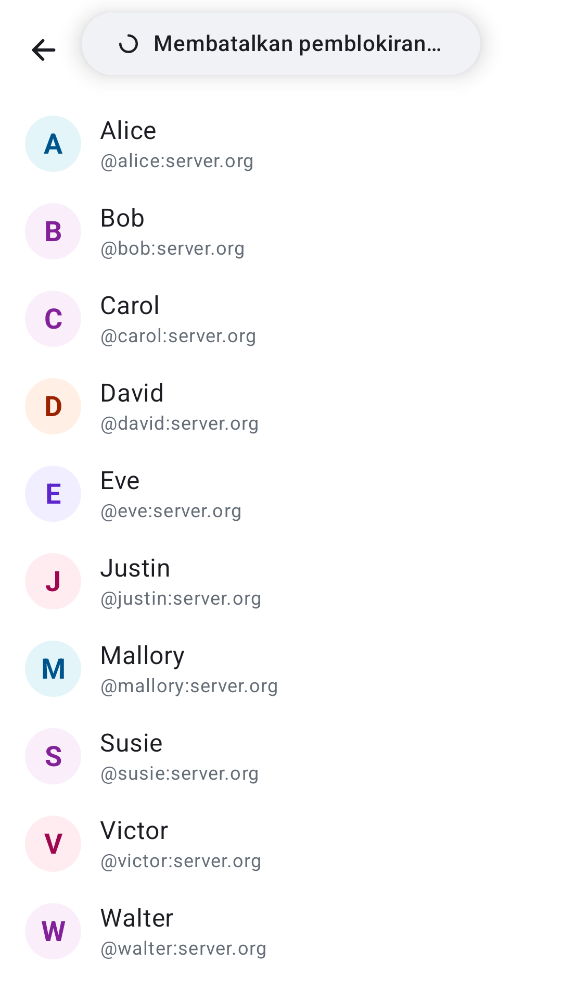 Membatalkan pemblokiran…
A
Alice
@alice:server.org
B
Bob
@bob:server.org
C
Carol
@carol:server.org
D
David
@david:server.org
E
Eve
@eve:server.org
J
Justin
@justin:server.org
M
Mallory
@mallory:server.org
S
Susie
@susie:server.org
V
Victor
@victor:server.org
W
Walter
@walter:server.org